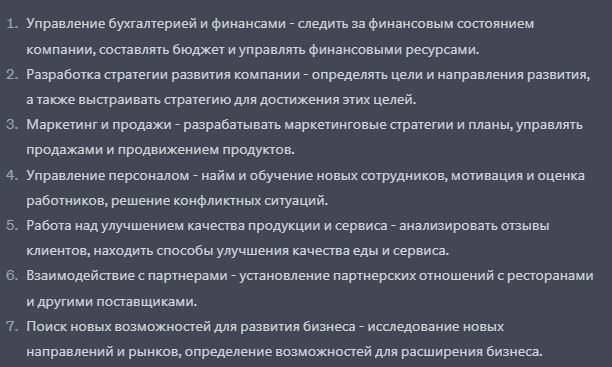 1. Управление бухгалтерией и финансами - следить за финансовым состоянием
компании, составлять бюджет и управлять финансовыми ресурсами.
2. Разработка стратегии развития компании - определять цели и направления развития,
а также выстраивать стратегию для достижения этих целей.
3. Маркетинг и продажи - разрабатывать маркетинговые стратегии и планы, управлять
продажами и продвижением продуктов.
4. Управление персоналом - найм и обучение новых сотрудников, мотивация и оценка
работников, решение конфликтных ситуаций.
5. Работа над улучшением качества продукции и сервиса - анализировать отзывы
клиентов, находить способы улучшения качества еды и сервиса.
6. Взаимодействие с партнерами - установление партнерских отношений с ресторанами
и другими поставщиками.
7. Поиск новых возможностей для развития бизнеса - исследование новых
направлений и рынков, определение возможностей для расширения бизнеса.